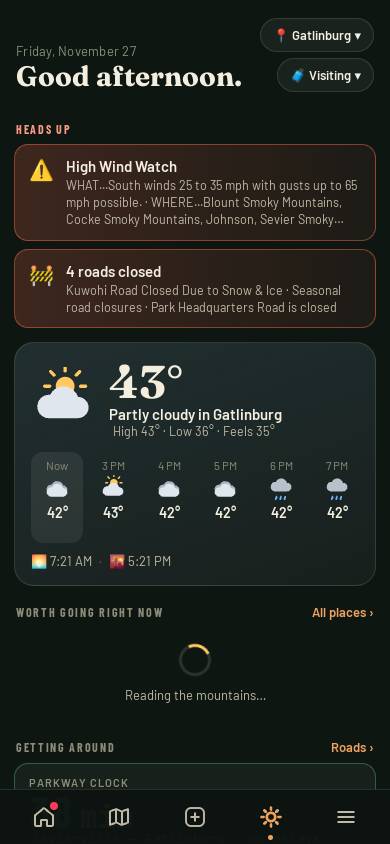 Friday, November 27
Good afternoon.
Gatlinburg ▾
Visiting ▾
HEADS UP
High Wind Watch
WHAT...South winds 25 to 35 mph with gusts up to 65
mph possible. · WHERE...Blount Smoky Mountains,
Cocke Smoky Mountains, Johnson, Sevier Smoky...
4 roads closed
Kuwohi Road Closed Due to Snow & Ice · Seasonal
road closures · Park Headquarters Road is closed
43°
Partly cloudy in Gatlinburg
High 43° · Low 36° · Feels 35°
Now 3 PM 4 PM 5 PM 6 PM 7 PM
42° 43° 42° 42° 42° 42°
7:21 AM · 5:21 PM
WORTH GOING RIGHT NOW
All places ›
Reading the mountains...
GETTING AROUND
Roads ›
PARKWAY CLOCK